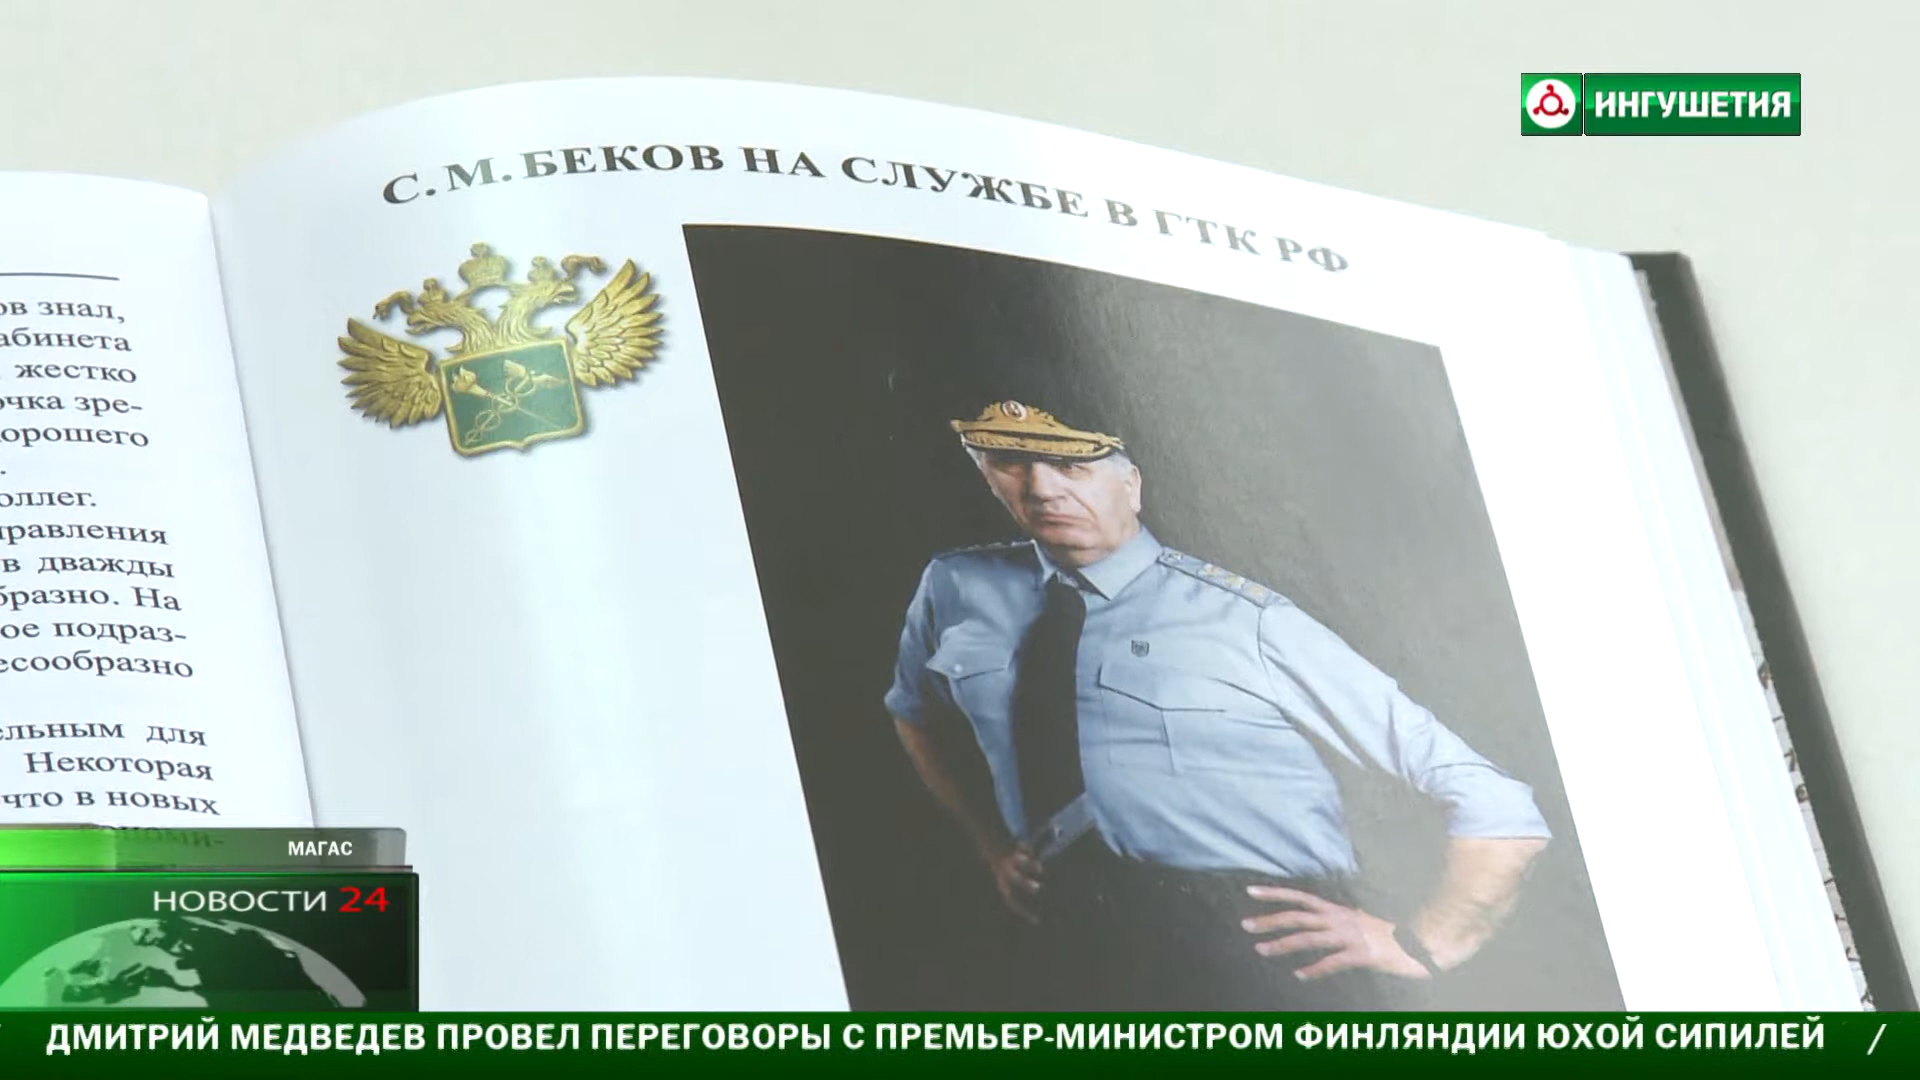 ИНГУШЕТИЯ
С. М. БЕКОВ НА СЛУЖБЕ В ГТК РФ
ов знал,
абинета
жестко
очка зре-
орошего
оллег.
правления
в дважды
бразно. На
ое подраз-
есообразно
ельным для
Некоторая
что в новых
МАГАС
НОВОСТИ 24
ДМИТРИЙ МЕДВЕДЕВ ПРОВЕЛ ПЕРЕГОВОРЫ С ПРЕМЬЕР-МИНИСТРОМ ФИНЛЯНДИИ ЮХОЙ СИПИЛЕЙ /